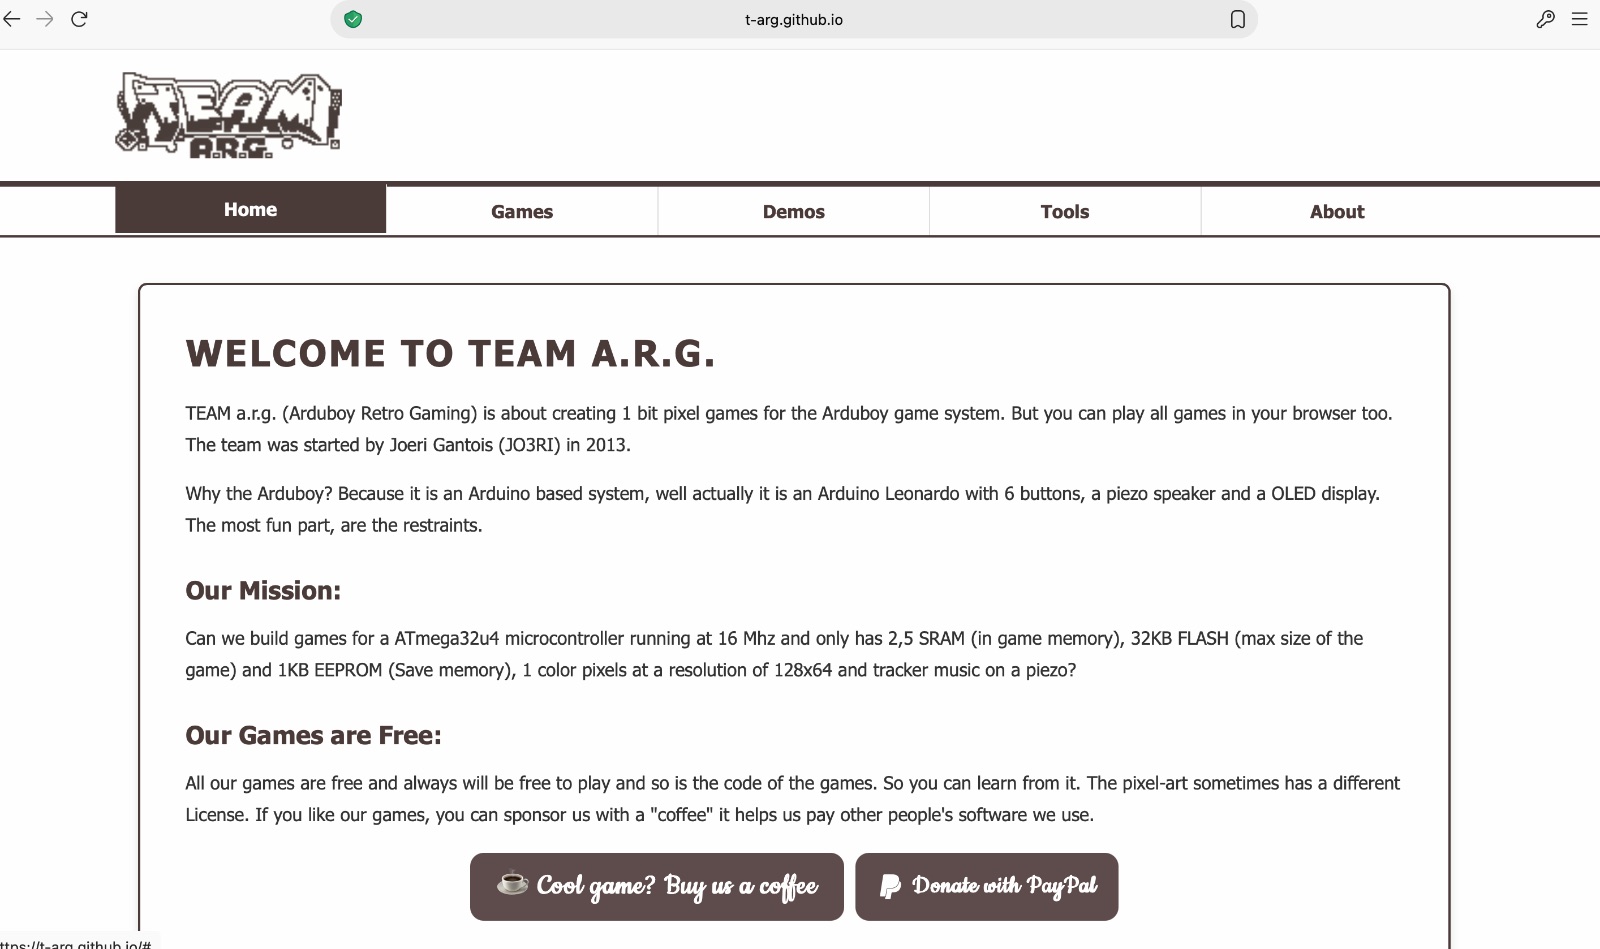 t-arg.github.io
TEAM
A.R.G.
Home
Games
Demos
Tools
About
WELCOME TO TEAM A.R.G.
TEAM a.r.g. (Arduboy Retro Gaming) is about creating 1 bit pixel games for the Arduboy game system. But you can play all games in your browser too.
The team was started by Joeri Gantois (JO3RI) in 2013.
Why the Arduboy? Because it is an Arduino based system, well actually it is an Arduino Leonardo with 6 buttons, a piezo speaker and a OLED display.
The most fun part, are the restraints.
Our Mission:
Can we build games for a ATmega32u4 microcontroller running at 16 Mhz and only has 2,5 SRAM (in game memory), 32KB FLASH (max size of the
game) and 1KB EEPROM (Save memory), 1 color pixels at a resolution of 128x64 and tracker music on a piezo?
Our Games are Free:
All our games are free and always will be free to play and so is the code of the games. So you can learn from it. The pixel-art sometimes has a different
License. If you like our games, you can sponsor us with a "coffee" it helps us pay other people's software we use.
Cool game? Buy us a coffee
Donate with PayPal
ttps://t-arg.github.io/#